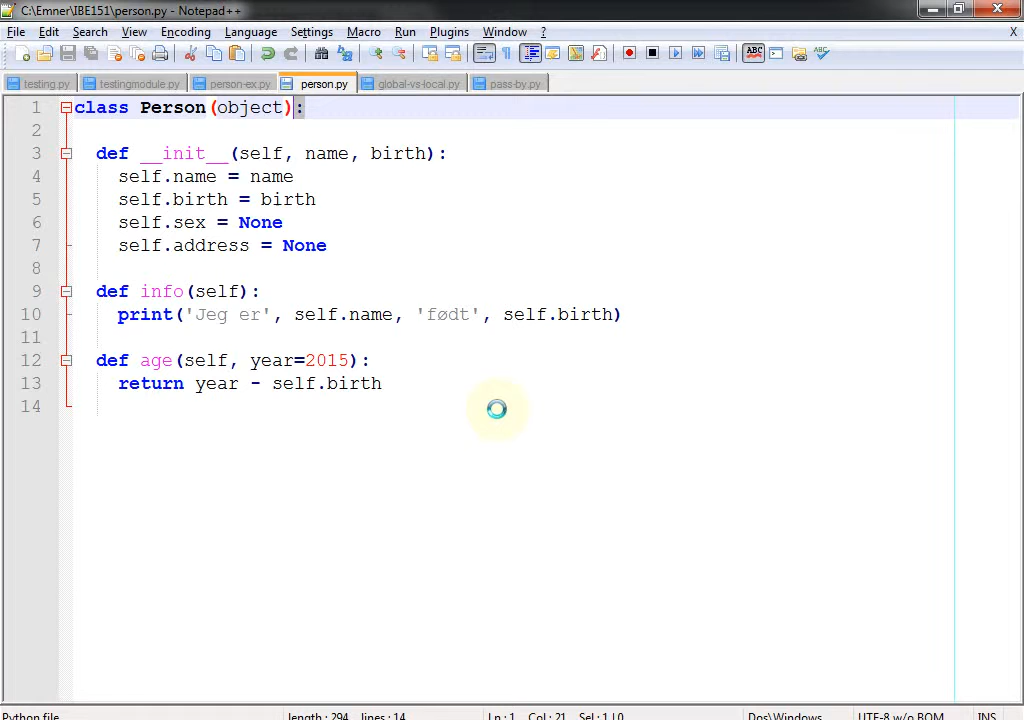 C:\Emner\IBE151\person.py - Notepad++
File Edit Search View Encoding Language Settings Macro Run Plugins Window ? X
testing.py testingmodule.py person-ex.py person.py global-vs-local.py pass-by.py
1 class Person(object):
2
3 def __init__(self, name, birth):
4 self.name = name
5 self.birth = birth
6 self.sex = None
7 self.address = None
8
9 def info(self):
10 print('Jeg er', self.name, 'født', self.birth)
11
12 def age(self, year=2015):
13 return year - self.birth
14
Python file length : 294 lines : 14 Ln : 1 Col : 21 Sel : 1 | 0 Dos\Windows UTF-8 w/o BOM INS